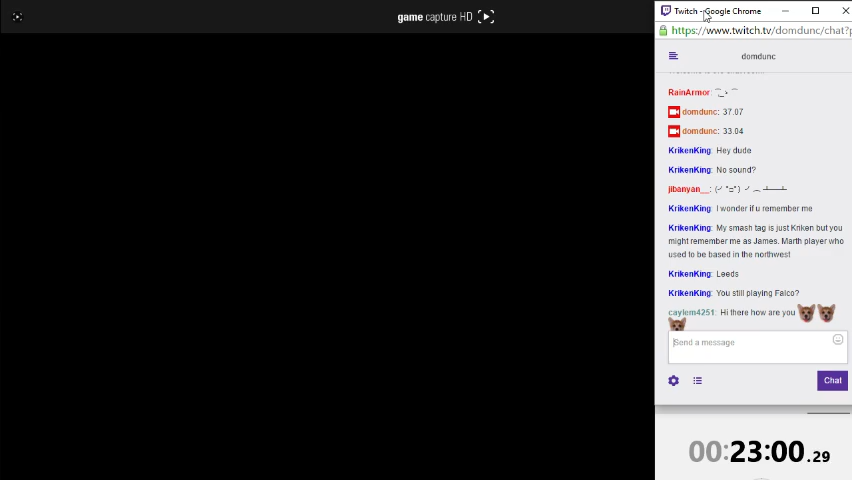 game capture HD
Twitch - Google Chrome
https://www.twitch.tv/domdunc/chat?
domdunc
RainArmor:
domdunc: 37.07
domdunc: 33.04
KrikenKing: Hey dude
KrikenKing: No sound?
jibanyan__:
KrikenKing: I wonder if u remember me
KrikenKing: My smash tag is just Kriken but you
might remember me as James. Marth player who
used to be based in the northwest
KrikenKing: Leeds
KrikenKing: You still playing Falco?
caylem4251: Hi there how are you
Send a message
Chat
00:23:00.29